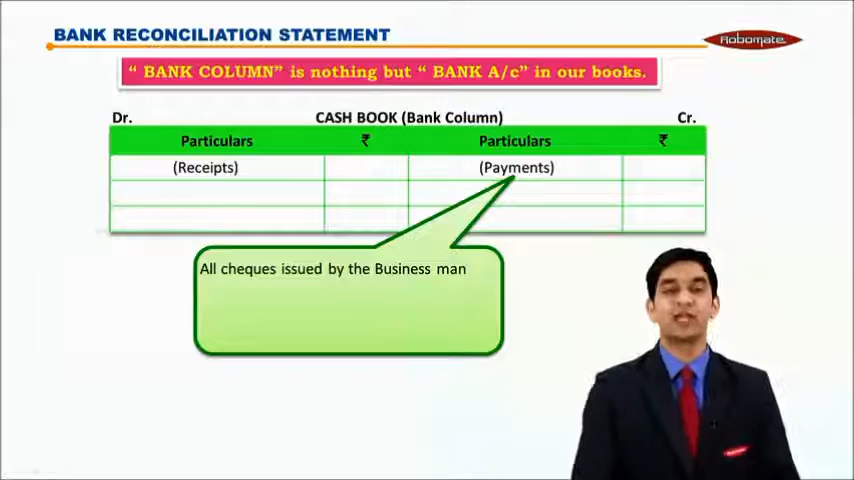 BANK RECONCILIATION STATEMENT
Robomate
“ BANK COLUMN” is nothing but “ BANK A/c” in our books.
Dr. CASH BOOK (Bank Column) Cr.
Particulars ₹ Particulars ₹
(Receipts) (Payments)
All cheques issued by the Business man